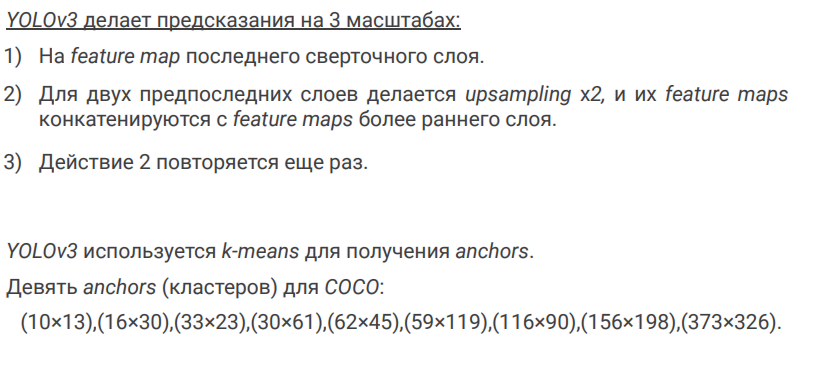 YOLOv3 делает предсказания на 3 масштабах:
1) На feature map последнего сверточного слоя.
2) Для двух предпоследних слоев делается upsampling x2, и их feature maps
конкатенируются с feature maps более раннего слоя.
3) Действие 2 повторяется еще раз.
YOLOv3 используется k-means для получения anchors.
Девять anchors (кластеров) для COCO:
(10×13),(16×30),(33×23),(30×61),(62×45),(59×119),(116×90),(156×198),(373×326).